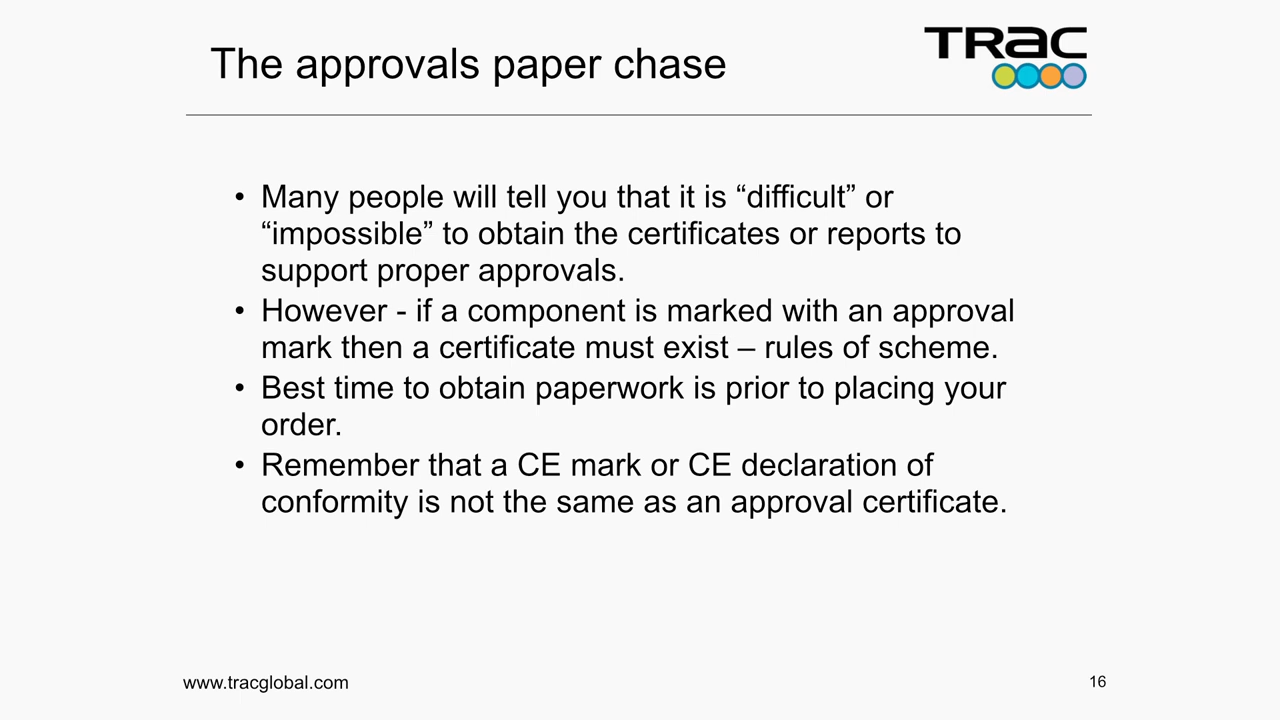 The approvals paper chase
TRaC
• Many people will tell you that it is “difficult” or
“impossible” to obtain the certificates or reports to
support proper approvals.
• However - if a component is marked with an approval
mark then a certificate must exist – rules of scheme.
• Best time to obtain paperwork is prior to placing your
order.
• Remember that a CE mark or CE declaration of
conformity is not the same as an approval certificate.
www.tracglobal.com
16